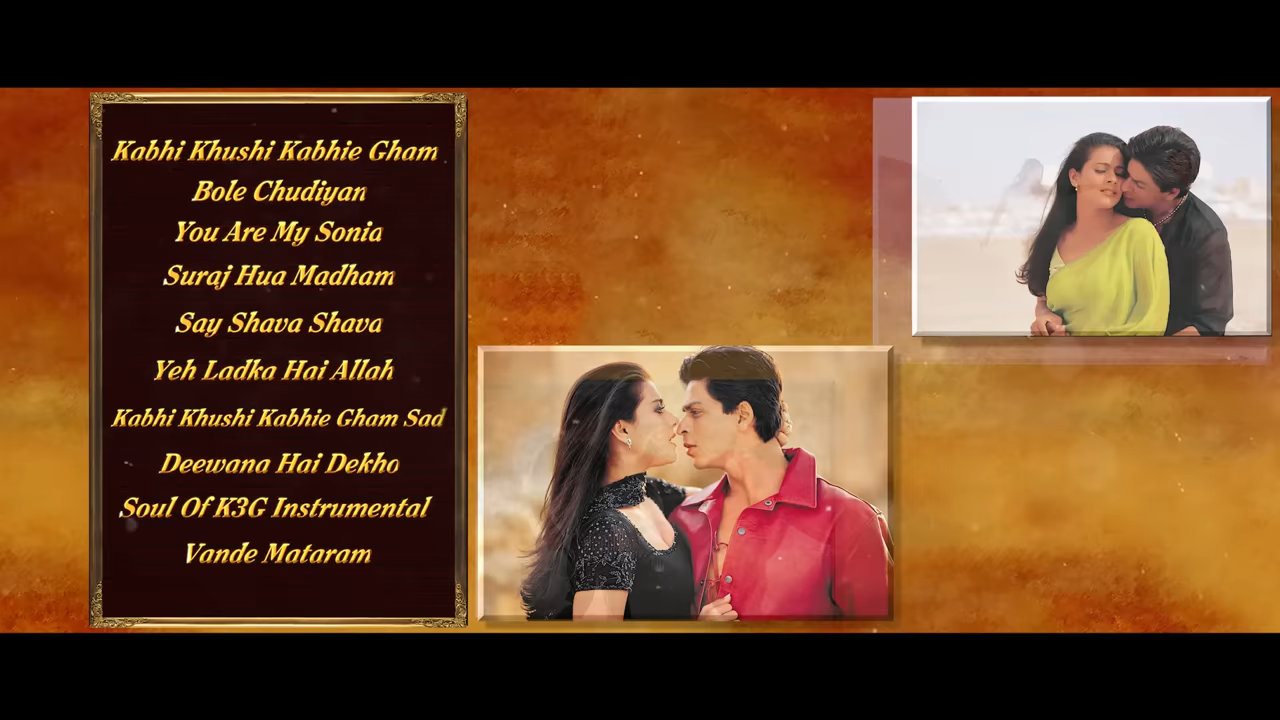 Kabhi Khushi Kabhie Gham
Bole Chudiyan
You Are My Sonia
Suraj Hua Madham
Say Shava Shava
Yeh Ladka Hai Allah
Kabhi Khushi Kabhie Gham Sad
Deewana Hai Dekho
Soul Of K3G Instrumental
Vande Mataram